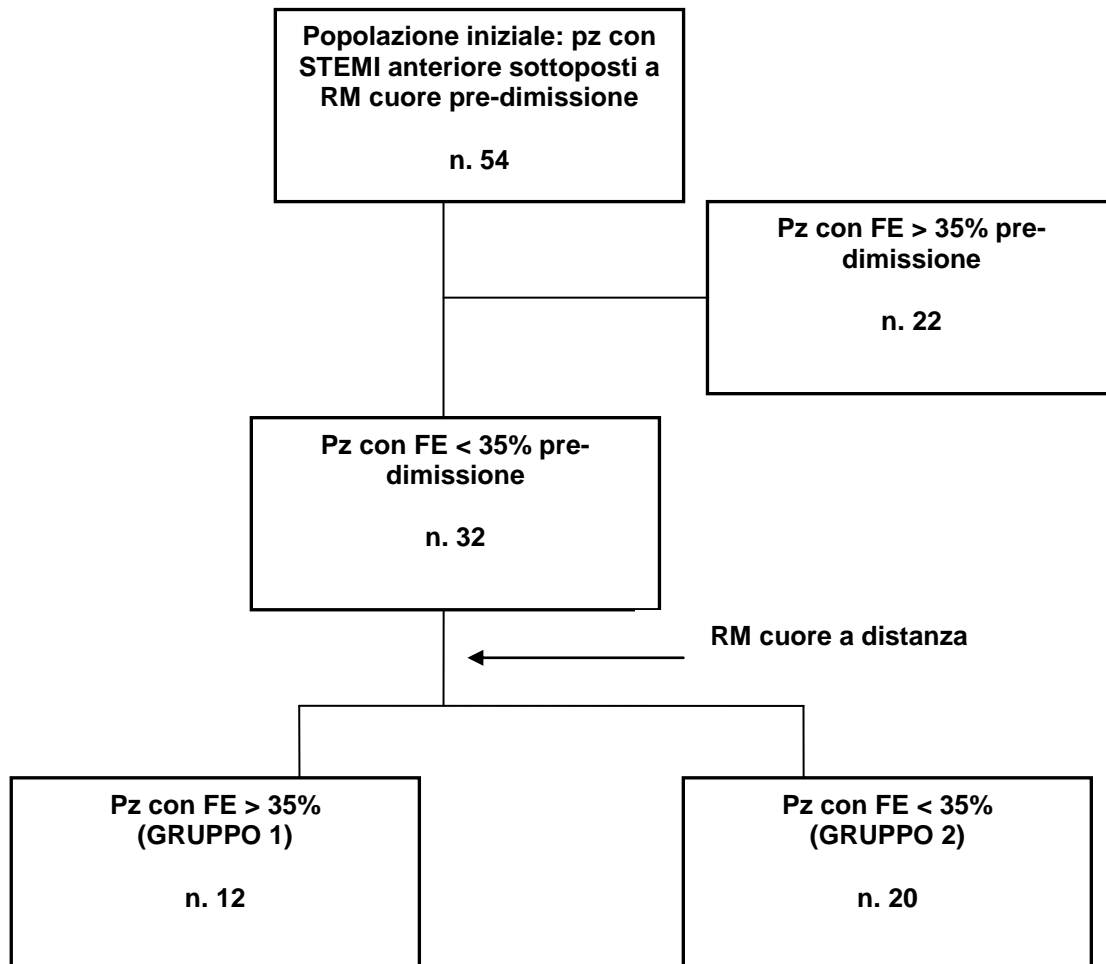 Popolazione iniziale: pz con
STEMI anteriore sottoposti a
RM cuore pre-dimissione
n. 54
Pz con FE > 35% pre-
dimissione
n. 22
Pz con FE < 35% pre-
dimissione
n. 32
RM cuore a distanza
Pz con FE > 35%
(GRUPPO 1)
n. 12
Pz con FE < 35%
(GRUPPO 2)
n. 20